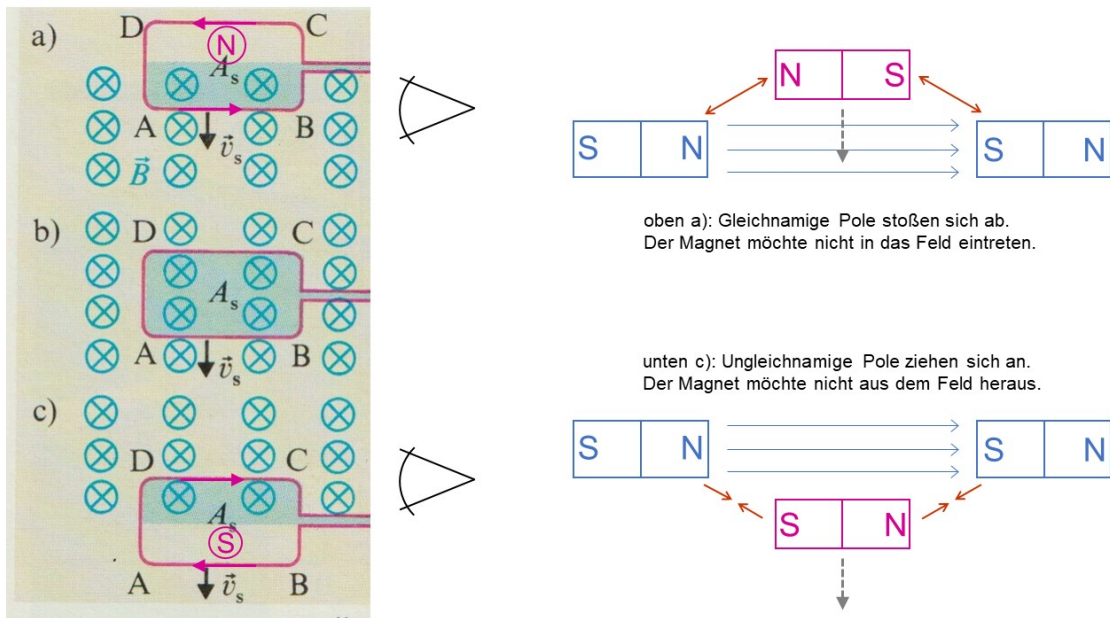 a)
D
C
N
Aₛ
A
B
v⃗ₛ
B⃗
b)
D
C
Aₛ
A
B
v⃗ₛ
c)
D
C
Aₛ
S
A
B
v⃗ₛ
N S
S N
S N
oben a): Gleichnamige Pole stoßen sich ab.
Der Magnet möchte nicht in das Feld eintreten.
unten c): Ungleichnamige Pole ziehen sich an.
Der Magnet möchte nicht aus dem Feld heraus.
S N
S N
S N